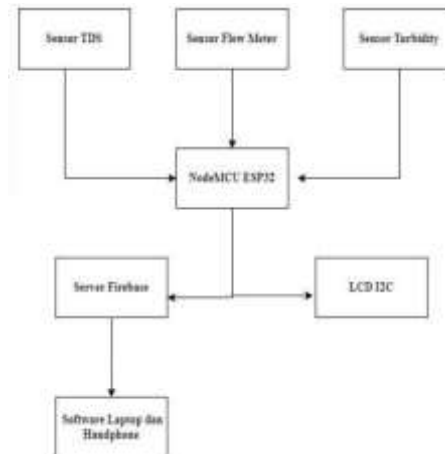 Sensor TDS
Sensor Flow Meter
Sensor Turbidity
NodeMCU ESP32
Server Firebase
LCD I2C
Software Laptop dan
Handphone